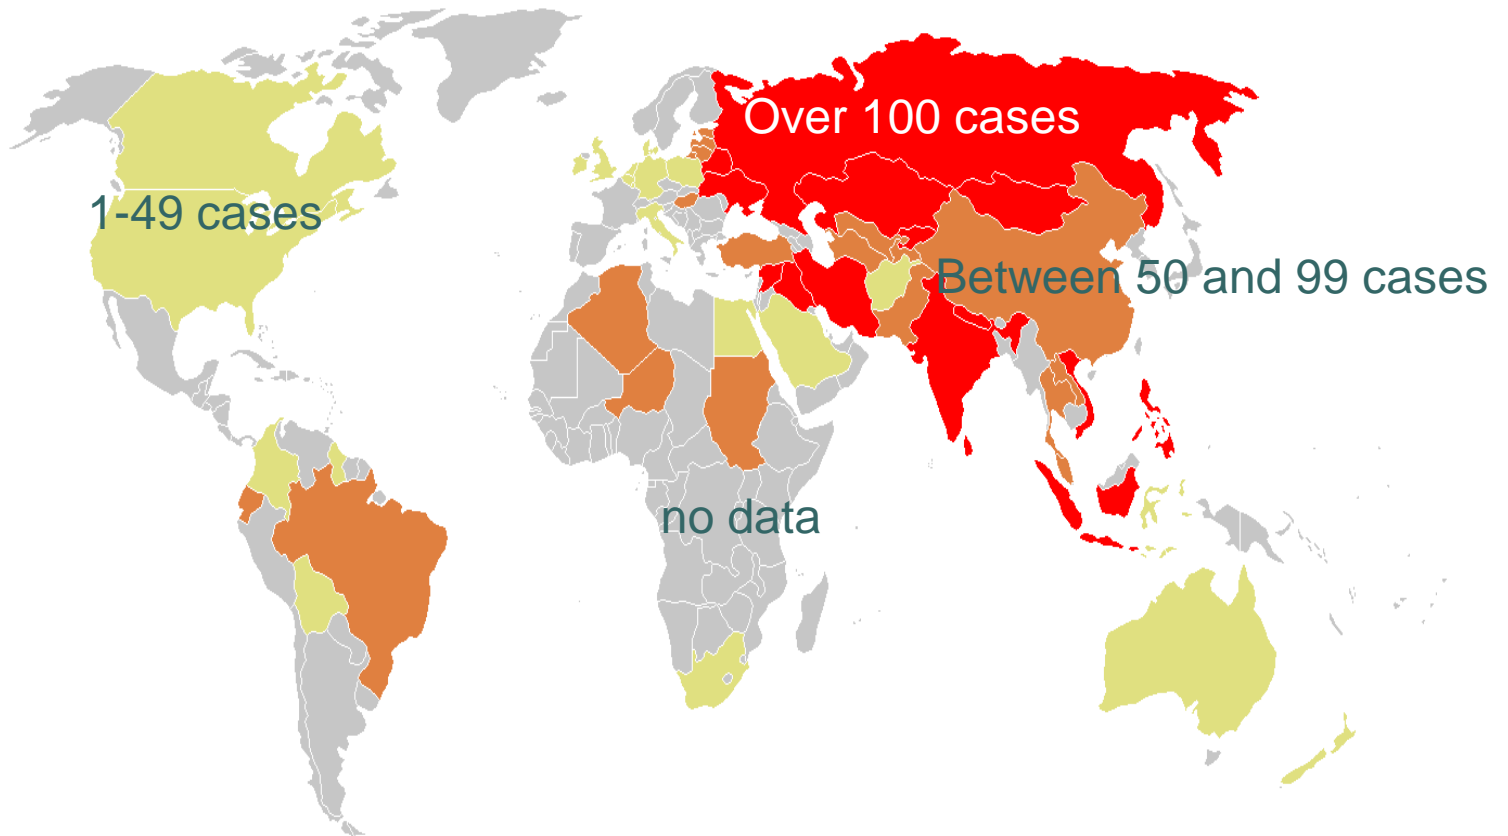 Over 100 cases
1-49 cases
Between 50 and 99 cases
no data